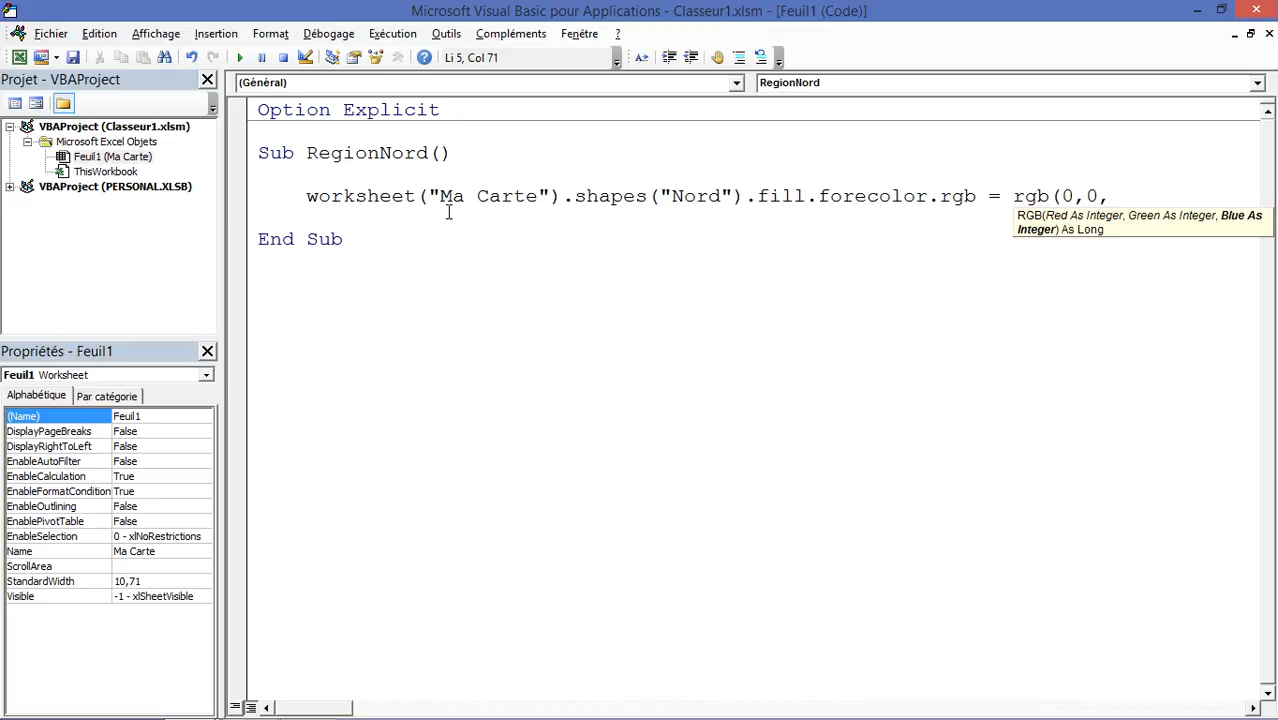 Microsoft Visual Basic pour Applications - Classeur1.xlsm - [Feuil1 (Code)]
Fichier Edition Affichage Insertion Format Débogage Exécution Outils Compléments Fenêtre ?
Li 5, Col 71
Projet - VBAProject
(Général) RegionNord
VBAProject (Classeur1.xlsm)
Microsoft Excel Objets
Feuil1 (Ma Carte)
ThisWorkbook
VBAProject (PERSONAL.XLSB)
Option Explicit
Sub RegionNord()
worksheet("Ma Carte").shapes("Nord").fill.forecolor.rgb = rgb(0,0,
RGB(Red As Integer, Green As Integer, Blue As
Integer) As Long
End Sub
Propriétés - Feuil1
Feuil1 Worksheet
Alphabétique Par catégorie
(Name) Feuil1
DisplayPageBreaks False
DisplayRightToLeft False
EnableAutoFilter False
EnableCalculation True
EnableFormatCondition True
EnableOutlining False
EnablePivotTable False
EnableSelection 0 - xlNoRestrictions
Name Ma Carte
ScrollArea
StandardWidth 10,71
Visible -1 - xlSheetVisible